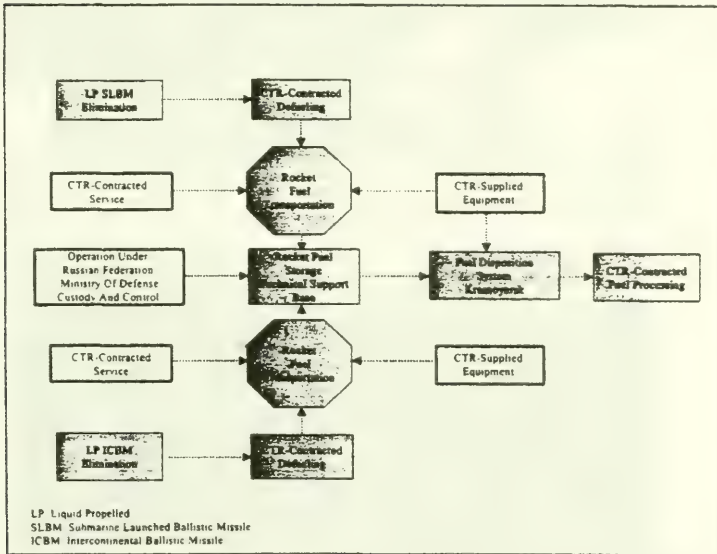 LP SLBM
Elimination
CTR-Contracted
Defueling
CTR-Contracted
Service
Rocket
Fuel
Transportation
CTR-Supplied
Equipment
Operation Under
Russian Federation
Ministry Of Defense
Custody And Control
Rocket Fuel
Storage
Technical Support
Base
Fuel Disposition
System
Krasnoyarsk
CTR-Contracted
Fuel Processing
CTR-Contracted
Service
Rocket
Fuel
Transportation
CTR-Supplied
Equipment
LP ICBM
Elimination
CTR-Contracted
Defueling
LP Liquid Propelled
SLBM Submarine Launched Ballistic Missile
ICBM Intercontinental Ballistic Missile